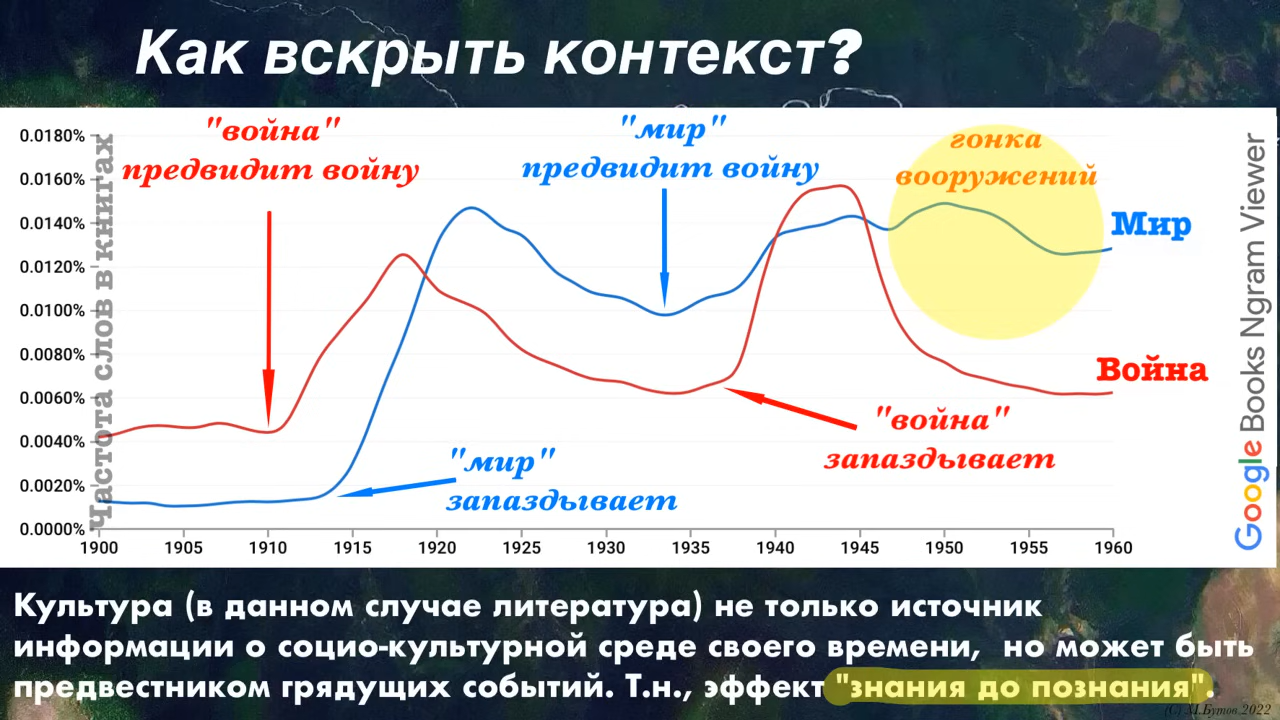 Как вскрыть контекст?
"война"
предвидит войну
"мир"
предвидит войну
гонка
вооружений
0.0180%
0.0160%
0.0140%
0.0120%
0.0100%
0.0080%
0.0060%
0.0040%
0.0020%
0.0000%
Частота слов в книгах
Мир
Война
"война"
запаздывает
"мир"
запаздывает
1900 1905 1910 1915 1920 1925 1930 1935 1940 1945 1950 1955 1960
Google Books Ngram Viewer
Культура (в данном случае литература) не только источник
информации о социо-культурной среде своего времени, но может быть
предвестником грядущих событий. Т.н., эффект "знания до познания".
(C) М.Бутов 2022